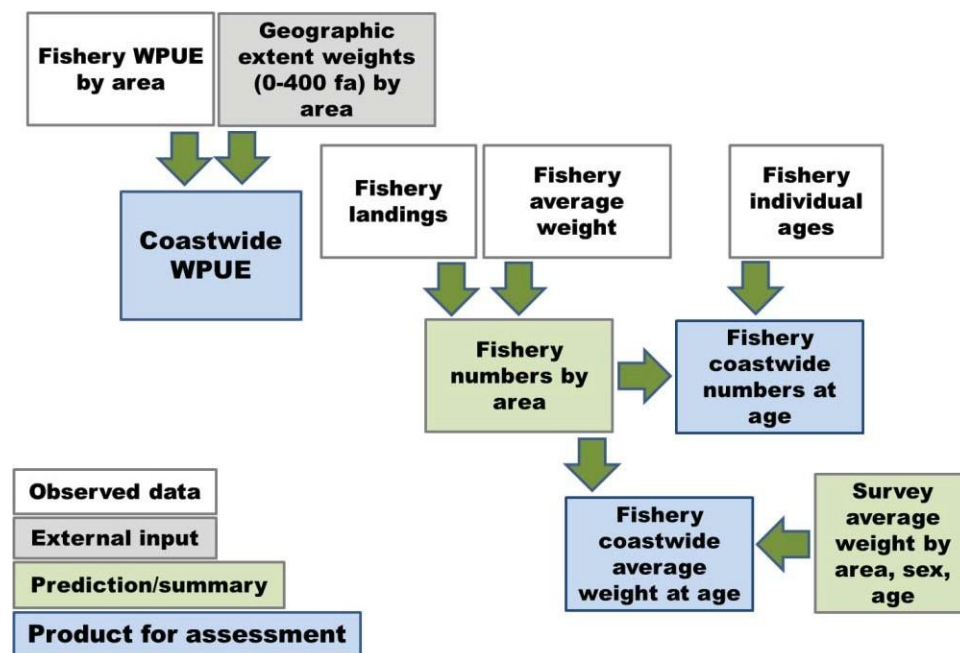 Fishery WPUE
by area
Geographic
extent weights
(0-400 fa) by
area
Coastwide
WPUE
Fishery
landings
Fishery
average
weight
Fishery
individual
ages
Fishery
numbers by
area
Fishery
coastwide
numbers at
age
Fishery
coastwide
average
weight at age
Survey
average
weight by
area, sex,
age
Observed data
External input
Prediction/summary
Product for assessment